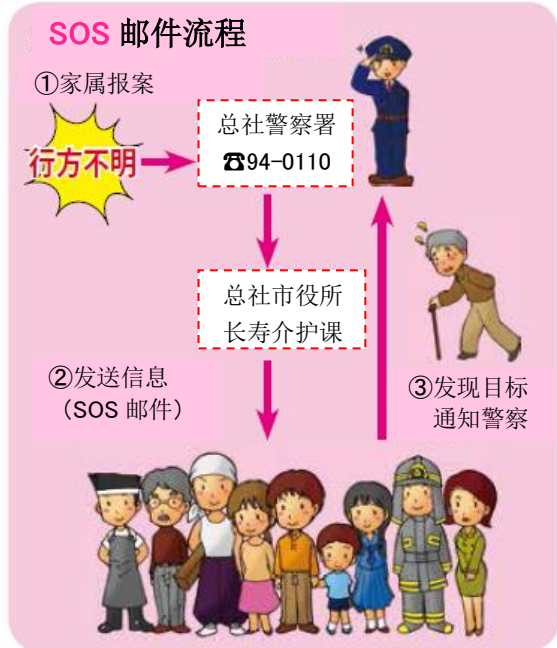 SOS 邮件流程
①家属报案
行方不明
总社警察署
☎94-0110
总社市役所
长寿介护课
②发送信息
（SOS 邮件）
③发现目标
通知警察